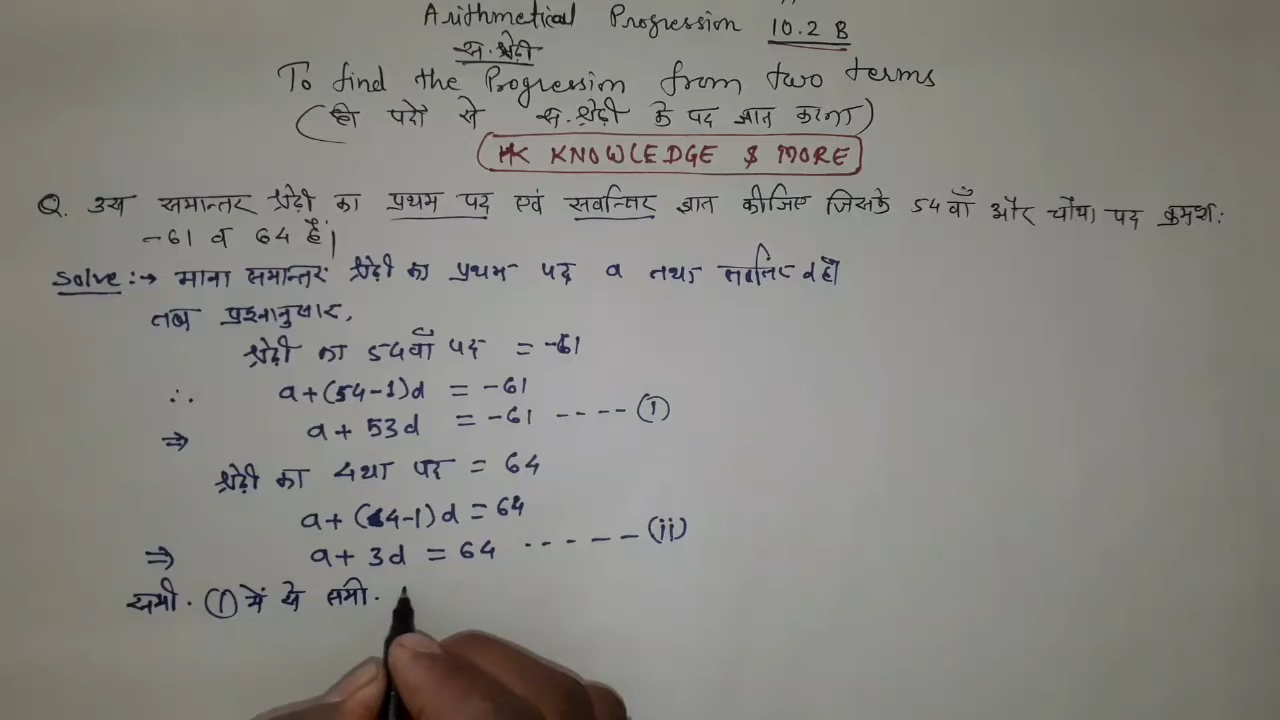 Arithmetical Progression 10.2 B
स. श्रेढ़ी
To find the Progression from two terms
(दो पदों से स. श्रेढ़ी के पद ज्ञात करना)
HK KNOWLEDGE $ MORE
Q. उस समान्तर श्रेढ़ी का प्रथम पद एवं सर्वान्तर ज्ञात कीजिए जिसके 54वाँ और चौथा पद क्रमश:
-61 व 64 है।
Solve :→ माना समान्तर श्रेढ़ी का प्रथम पद a तथा सर्वान्तर d है
तब प्रश्नानुसार,
श्रेढ़ी का 54वाँ पद = -61
∴ a+(54-1)d = -61
⇒ a + 53d = -61 ---- (1)
श्रेढ़ी का 4था पद = 64
a+(4-1)d = 64
⇒ a+ 3d = 64 ------ (ii)
समी. (1) में से समी.